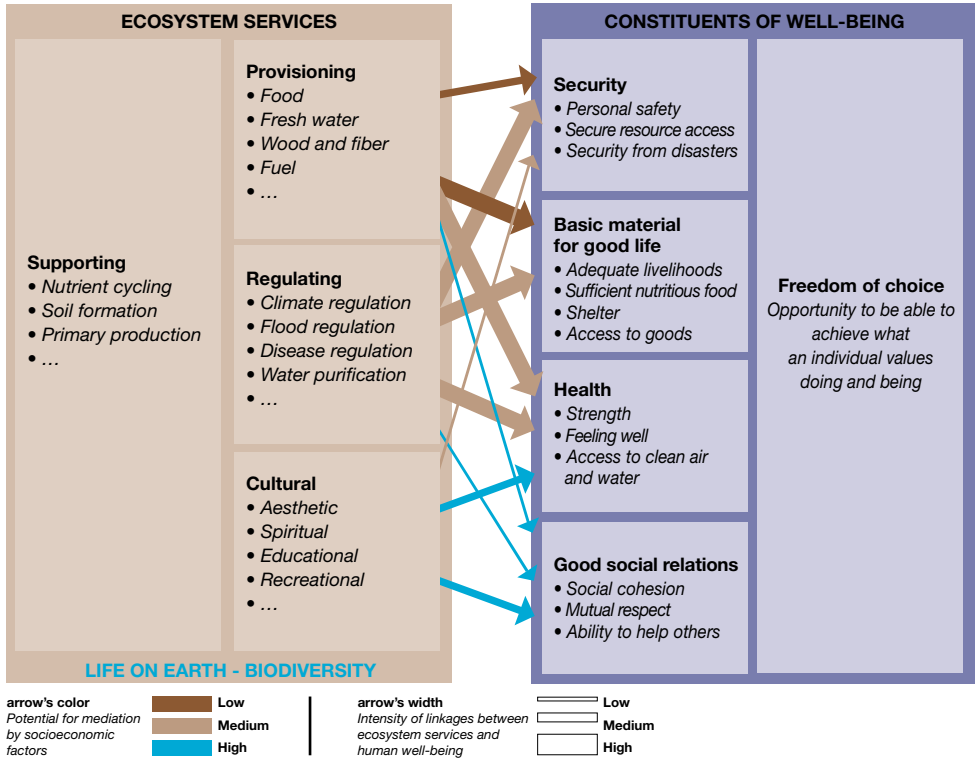 ECOSYSTEM SERVICES
Supporting
• Nutrient cycling
• Soil formation
• Primary production
• …
Provisioning
• Food
• Fresh water
• Wood and fiber
• Fuel
• …
Regulating
• Climate regulation
• Flood regulation
• Disease regulation
• Water purification
• …
Cultural
• Aesthetic
• Spiritual
• Educational
• Recreational
• …
LIFE ON EARTH - BIODIVERSITY
CONSTITUENTS OF WELL-BEING
Security
• Personal safety
• Secure resource access
• Security from disasters
Basic material
for good life
• Adequate livelihoods
• Sufficient nutritious food
• Shelter
• Access to goods
Health
• Strength
• Feeling well
• Access to clean air
and water
Good social relations
• Social cohesion
• Mutual respect
• Ability to help others
Freedom of choice
Opportunity to be able to
achieve what
an individual values
doing and being
arrow's color
Potential for mediation
by socioeconomic
factors
Low
Medium
High
arrow's width
Intensity of linkages between
ecosystem services and
human well-being
Low
Medium
High